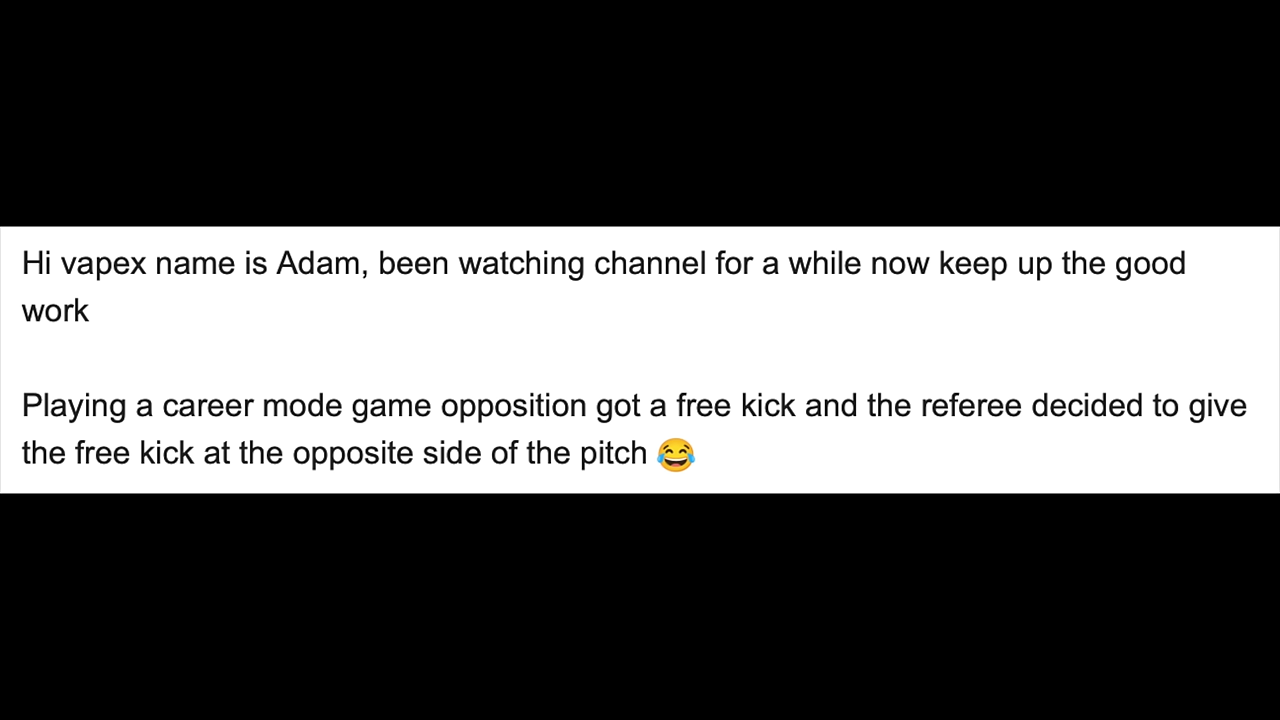 Hi vapex name is Adam, been watching channel for a while now keep up the good
work
Playing a career mode game opposition got a free kick and the referee decided to give
the free kick at the opposite side of the pitch 😂